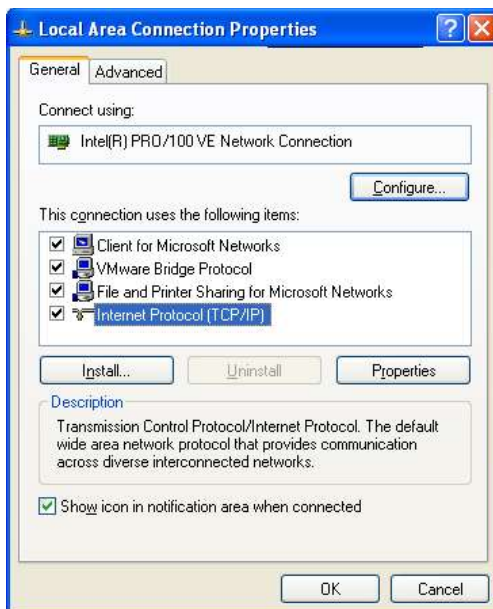 Local Area Connection Properties
General
Advanced
Connect using:
Intel(R) PRO/100 VE Network Connection
Configure...
This connection uses the following items:
Client for Microsoft Networks
VMware Bridge Protocol
File and Printer Sharing for Microsoft Networks
Internet Protocol (TCP/IP)
Install...
Uninstall
Properties
Description
Transmission Control Protocol/Internet Protocol. The default
wide area network protocol that provides communication
across diverse interconnected networks.
Show icon in notification area when connected
OK
Cancel